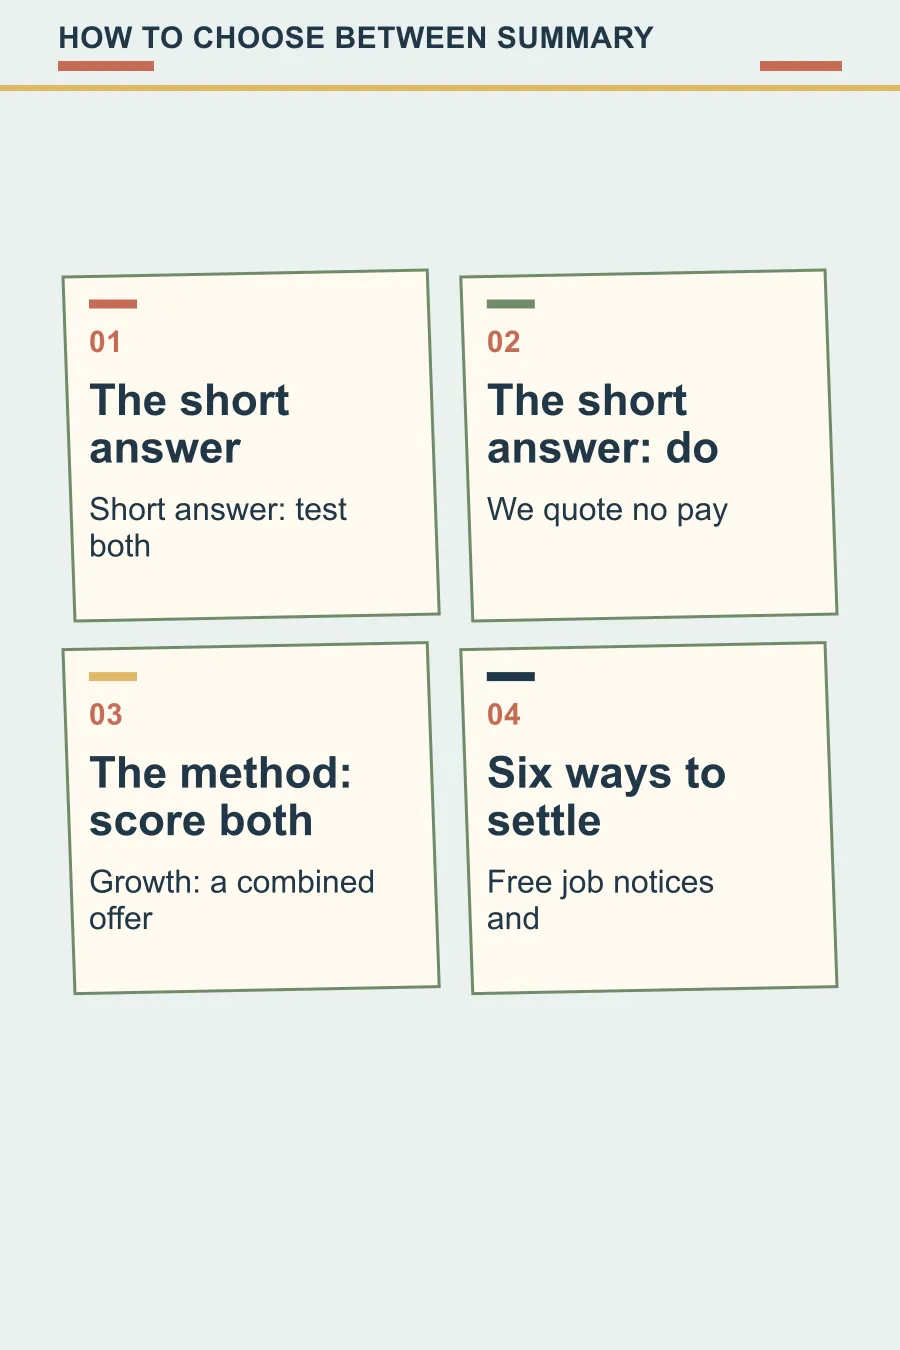 HOW TO CHOOSE BETWEEN SUMMARY
01
The short
answer
Short answer: test
both
02
The short
answer: do
We quote no pay
03
The method:
score both
Growth: a combined
offer
04
Six ways to
settle
Free job notices
and